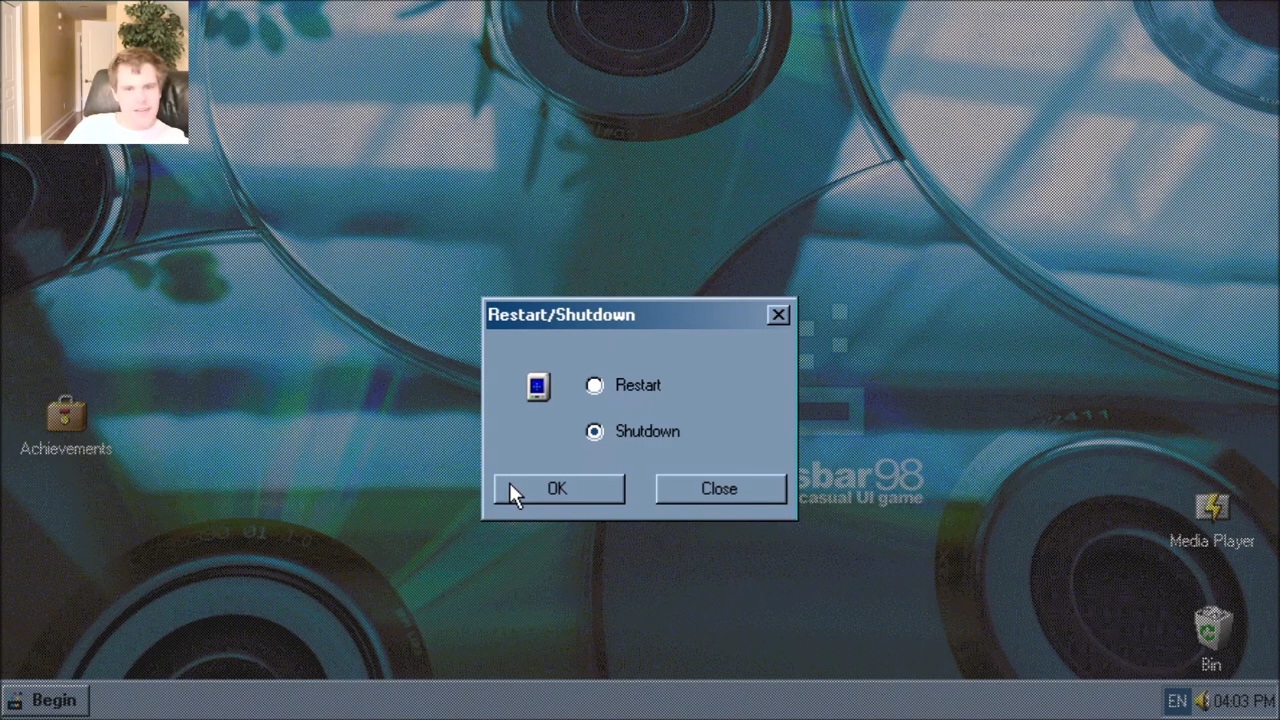 Restart/Shutdown
Restart
Shutdown
OK
Close
Achievements
sbar98
casual UI game
Media Player
Bin
Begin
EN
04:03 PM